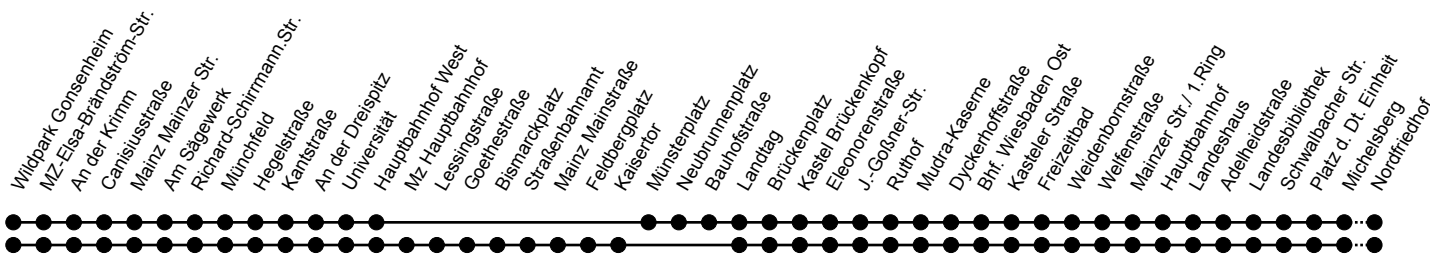 Wildpark Gonsenheim
MZ-Elsa-Brändström-Str.
An der Krimm
Canisiusstraße
Mainz Mainzer Str.
Am Sägewerk
Richard-Schirrmann.Str.
Münchfeld
Hegelstraße
Kantstraße
An der Dreispitz
Universität
Hauptbahnhof West
Mz Hauptbahnhof
Lessingstraße
Goethestraße
Bismarckplatz
Straßenbahnamt
Mainz Mainstraße
Feldbergplatz
Kaisertor
Münsterplatz
Neubrunnenplatz
Bauhofstraße
Landtag
Brückenplatz
Kastel Brückenkopf
Eleonorenstraße
J.-Goßner-Str.
Ruthof
Mudra-Kaserne
Dyckerhoffstraße
Bhf. Wiesbaden Ost
Kasteler Straße
Freizeitbad
Weidenbornstraße
Welfenstraße
Mainzer Str./ 1.Ring
Hauptbahnhof
Landeshaus
Adelheidstraße
Landesbibliothek
Schwalbacher Str.
Platz d. Dt. Einheit
Michelsberg
Nordfriedhof